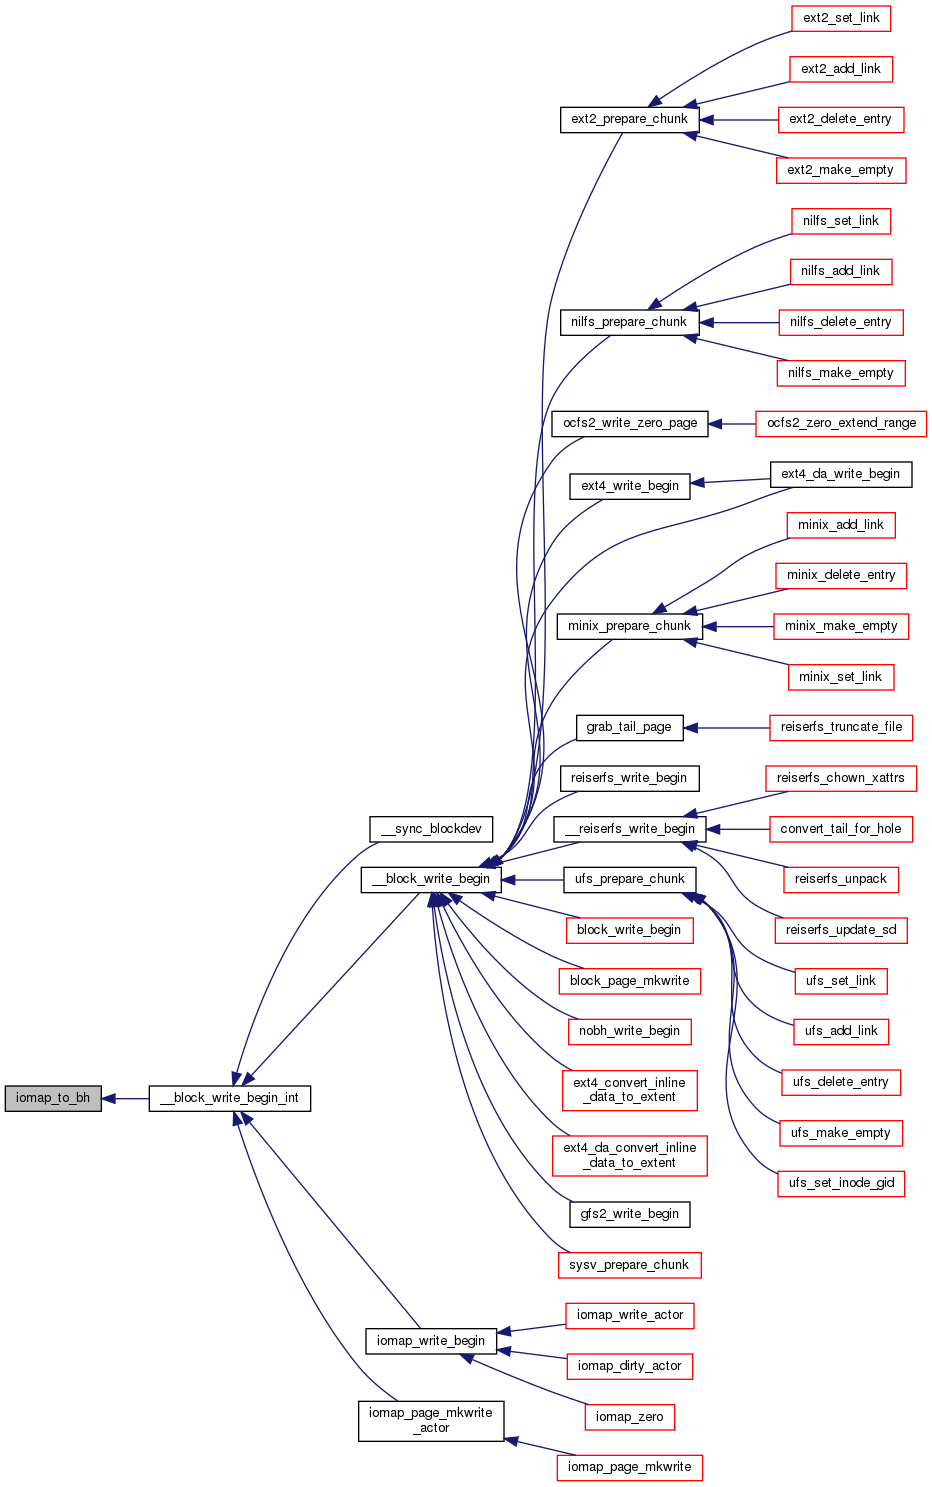 ext2_set_link
ext2_add_link
ext2_prepare_chunk
ext2_delete_entry
ext2_make_empty
nilfs_set_link
nilfs_add_link
nilfs_prepare_chunk
nilfs_delete_entry
nilfs_make_empty
ocfs2_write_zero_page
ocfs2_zero_extend_range
ext4_write_begin
ext4_da_write_begin
minix_add_link
minix_delete_entry
minix_prepare_chunk
minix_make_empty
minix_set_link
grab_tail_page
reiserfs_truncate_file
reiserfs_write_begin
reiserfs_chown_xattrs
__sync_blockdev
__reiserfs_write_begin
convert_tail_for_hole
__block_write_begin
ufs_prepare_chunk
reiserfs_unpack
block_write_begin
reiserfs_update_sd
block_page_mkwrite
ufs_set_link
nobh_write_begin
ufs_add_link
ext4_convert_inline
_data_to_extent
ufs_delete_entry
iomap_to_bh
__block_write_begin_int
ufs_make_empty
ext4_da_convert_inline
_data_to_extent
ufs_set_inode_gid
gfs2_write_begin
sysv_prepare_chunk
iomap_write_actor
iomap_write_begin
iomap_dirty_actor
iomap_zero
iomap_page_mkwrite
_actor
iomap_page_mkwrite